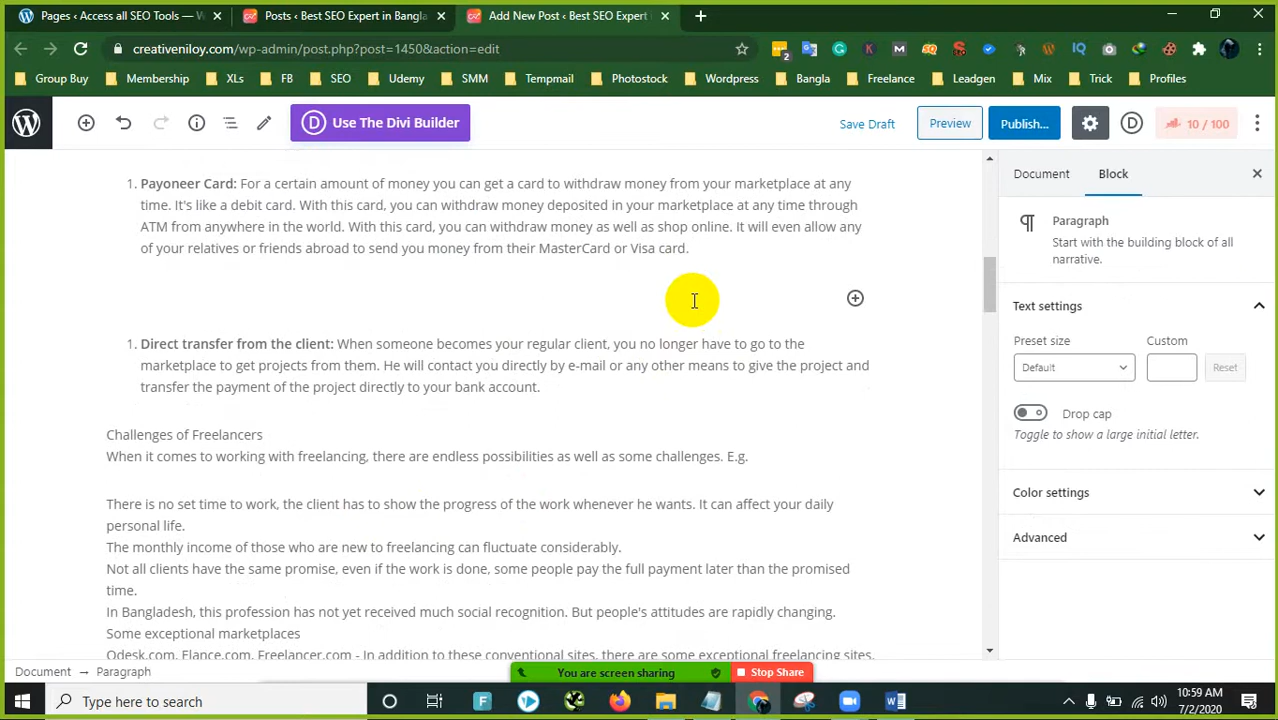 Pages ‹ Access all SEO Tools — W
Posts ‹ Best SEO Expert in Bangla
Add New Post ‹ Best SEO Expert
creativeniloy.com/wp-admin/post.php?post=1450&action=edit
Group Buy
Membership
XLs
FB
SEO
Udemy
SMM
Tempmail
Photostock
Wordpress
Bangla
Freelance
Leadgen
Mix
Trick
Profiles
Use The Divi Builder
Save Draft
Preview
Publish...
10 / 100
1. Payoneer Card: For a certain amount of money you can get a card to withdraw money from your marketplace at any
time. It's like a debit card. With this card, you can withdraw money deposited in your marketplace at any time through
ATM from anywhere in the world. With this card, you can withdraw money as well as shop online. It will even allow any
of your relatives or friends abroad to send you money from their MasterCard or Visa card.
1. Direct transfer from the client: When someone becomes your regular client, you no longer have to go to the
marketplace to get projects from them. He will contact you directly by e-mail or any other means to give the project and
transfer the payment of the project directly to your bank account.
Challenges of Freelancers
When it comes to working with freelancing, there are endless possibilities as well as some challenges. E.g.
There is no set time to work, the client has to show the progress of the work whenever he wants. It can affect your daily
personal life.
The monthly income of those who are new to freelancing can fluctuate considerably.
Not all clients have the same promise, even if the work is done, some people pay the full payment later than the promised
time.
In Bangladesh, this profession has not yet received much social recognition. But people's attitudes are rapidly changing.
Some exceptional marketplaces
Odesk.com, Elance.com, Freelancer.com - In addition to these conventional sites, there are some exceptional freelancing sites.
Document
Block
Paragraph
Start with the building block of all
narrative.
Text settings
Preset size
Custom
Default
Reset
Drop cap
Toggle to show a large initial letter.
Color settings
Advanced
Document → Paragraph
You are screen sharing
Stop Share
Type here to search
10:59 AM
7/2/2020